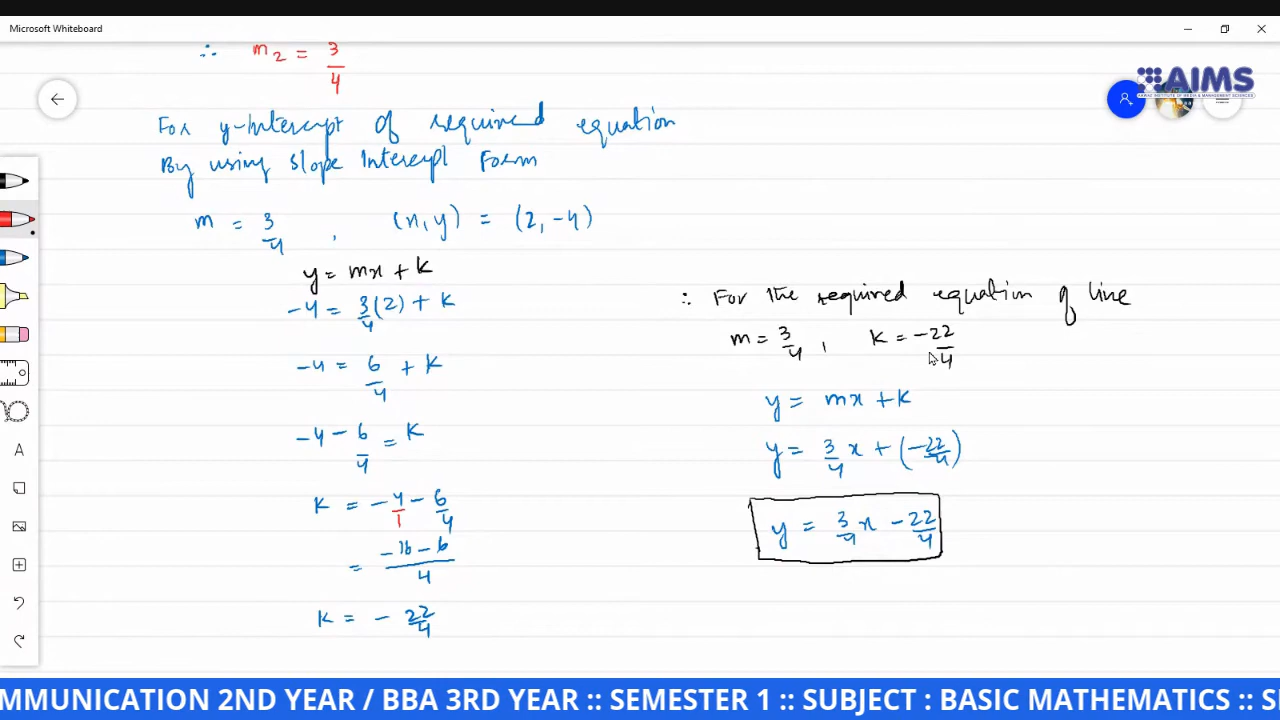 Microsoft Whiteboard
∴ m2 = 3/4
AIMS
For y-Intercept of required equation
By using Slope Intercept Form
m = 3/4 , (x,y) = (2, -4)
y = mx + k
-4 = 3/4(2) + k
-4 = 6/4 + k
-4 - 6/4 = k
k = -4/1 - 6/4
= -16-6/4
k = - 22/4
∴ For the required equation of line
m = 3/4 , k = -22/4
y = mx + k
y = 3/4 x + (-22/4)
y = 3/4 x - 22/4
A
MMUNICATION 2ND YEAR / BBA 3RD YEAR :: SEMESTER 1 :: SUBJECT : BASIC MATHEMATICS :: S